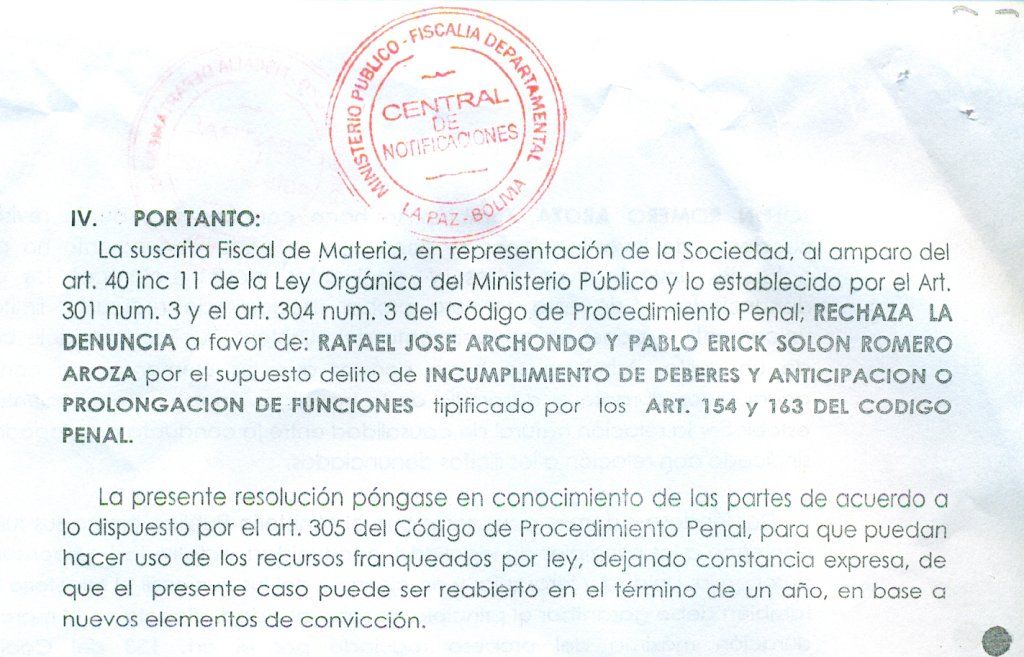 MINISTERIO PUBLICO - FISCALIA DEPARTAMENTAL
CENTRAL
DE
NOTIFICACIONES
LA PAZ - BOLIVIA
IV. POR TANTO:
La suscrita Fiscal de Materia, en representación de la Sociedad, al amparo del
art. 40 inc 11 de la Ley Orgánica del Ministerio Público y lo establecido por el Art.
301 num. 3 y el art. 304 num. 3 del Código de Procedimiento Penal; RECHAZA LA
DENUNCIA a favor de: RAFAEL JOSE ARCHONDO Y PABLO ERICK SOLON ROMERO
AROZA por el supuesto delito de INCUMPLIMIENTO DE DEBERES Y ANTICIPACION O
PROLONGACION DE FUNCIONES tipificado por los ART. 154 y 163 DEL CODIGO
PENAL.
La presente resolución póngase en conocimiento de las partes de acuerdo a
lo dispuesto por el art. 305 del Código de Procedimiento Penal, para que puedan
hacer uso de los recursos franqueados por ley, dejando constancia expresa, de
que el presente caso puede ser reabierto en el término de un año, en base a
nuevos elementos de convicción.